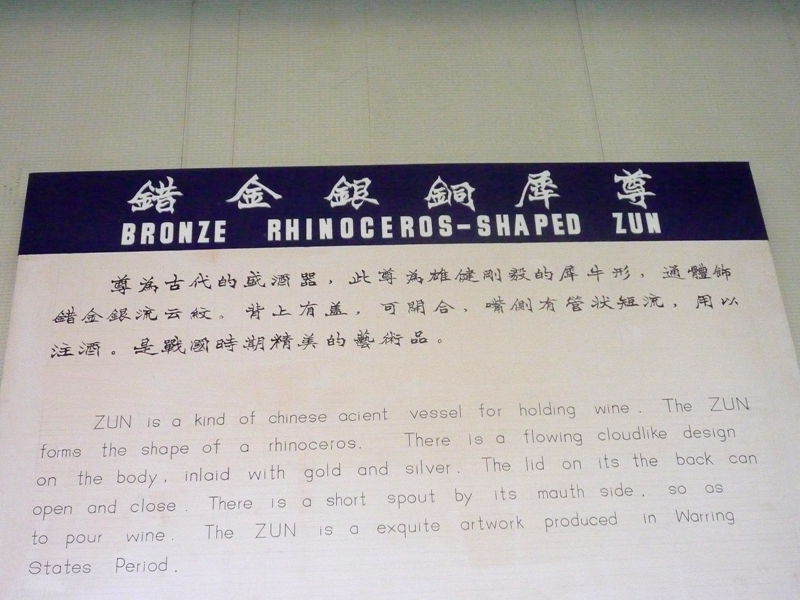 錯金銀銅犀尊
BRONZE RHINOCEROS-SHAPED ZUN
尊為古代的盛酒器，此尊為雄健剛毅的犀牛形，通體飾
錯金銀流云紋。背上有盖，可開合，嘴側有管状短流，用以
注酒。是戰國時期精美的藝術品。
ZUN is a kind of chinese acient vessel for holding wine. The ZUN
forms the shape of a rhinoceros. There is a flowing cloudlike design
on the body, inlaid with gold and silver. The lid on its the back can
open and close. There is a short spout by its mauth side, so as
to pour wine. The ZUN is a exquite artwork produced in Warring
States Period.